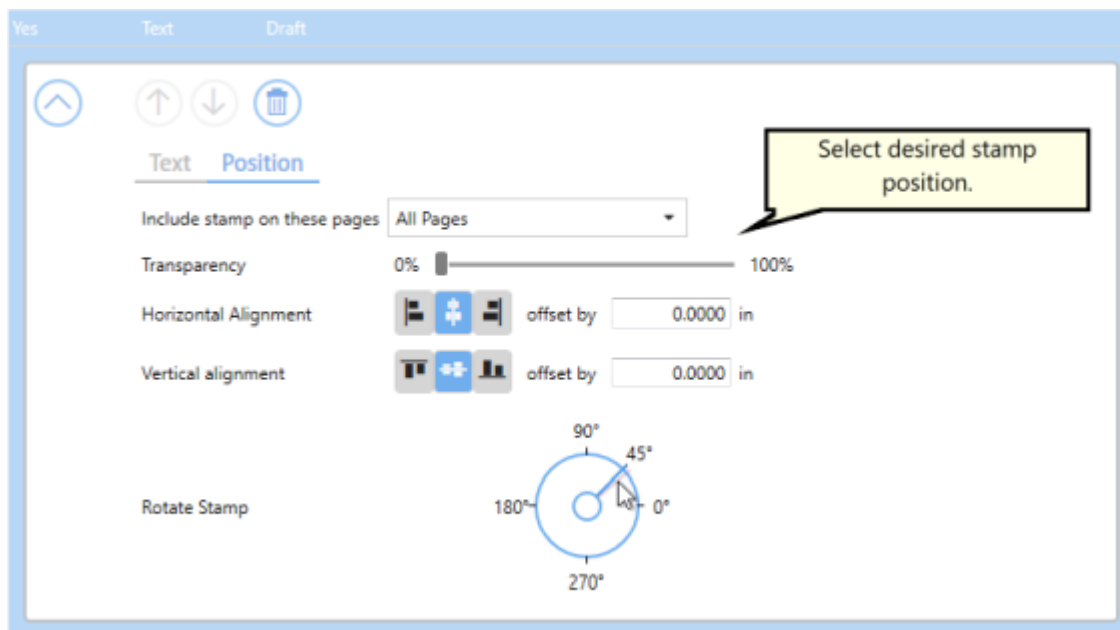 Yes Text Draft
Text Position
Select desired stamp
position.
Include stamp on these pages All Pages
Transparency 0% 100%
Horizontal Alignment offset by 0.0000 in
Vertical alignment offset by 0.0000 in
90°
45°
Rotate Stamp 180° 0°
270°